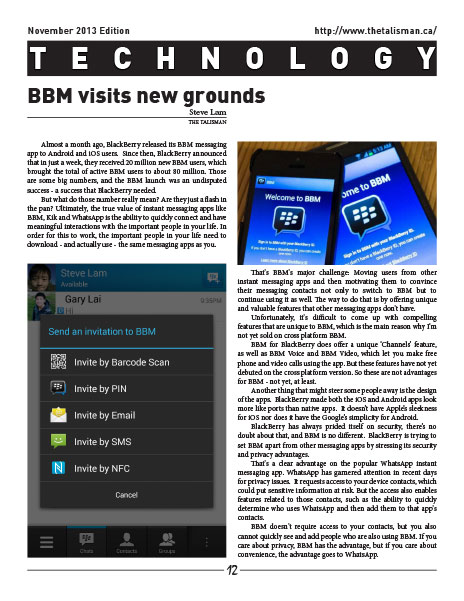 November 2013 Edition
http://www.thetalisman.ca/
TECHNOLOGY
BBM visits new grounds
Steve Lam
THE TALISMAN
Almost a month ago, BlackBerry released its BBM messaging
app to Android and iOS users. Since then, BlackBerry announced
that in just a week, they received 20 million new BBM users, which
brought the total of active BBM users to about 80 million. Those
are some big numbers, and the BBM launch was an undisputed
success - a success that BlackBerry needed.
But what do those number really mean? Are they just a flash in
the pan? Ultimately, the true value of instant messaging apps like
BBM, Kik and WhatsApp is the ability to quickly connect and have
meaningful interactions with the important people in your life. In
order for this to work, the important people in your life need to
download - and actually use - the same messaging apps as you.
Steve Lam
Available
Gary Lai
9:35PM
Send an invitation to BBM
Invite by Barcode Scan
Invite by PIN
Invite by Email
Invite by SMS
Invite by NFC
Cancel
Chats
Contacts
Groups
BBM
Welcome to BBM
Sign in to BBM with your BlackBerry ID.
Welcome to BBM
That's BBM's major challenge: Moving users from other
instant messaging apps and then motivating them to convince
their messaging contacts not only to switch to BBM but to
continue using it as well. The way to do that is by offering unique
and valuable features that other messaging apps don't have.
Unfortunately, it's difficult to come up with compelling
features that are unique to BBM, which is the main reason why I'm
not yet sold on cross platform BBM.
BBM for BlackBerry does offer a unique 'Channels' feature,
as well as BBM Voice and BBM Video, which let you make free
phone and video calls using the app. But these features have not yet
debuted on the cross platform version. So these are not advantages
for BBM - not yet, at least.
Another thing that might steer some people away is the design
of the apps. BlackBerry made both the iOS and Android apps look
more like ports than native apps. It doesn't have Apple's sleekness
for iOS nor does it have the Google's simplicity for Android.
BlackBerry has always prided itself on security, there's no
doubt about that, and BBM is no different. BlackBerry is trying to
set BBM apart from other messaging apps by stressing its security
and privacy advantages.
That's a clear advantage on the popular WhatsApp instant
messaging app. WhatsApp has garnered attention in recent days
for privacy issues. It requests access to your device contacts, which
could put sensitive information at risk. But the access also enables
features related to those contacts, such as the ability to quickly
determine who uses WhatsApp and then add them to that app's
contacts.
BBM doesn't require access to your contacts, but you also
cannot quickly see and add people who are also using BBM. If you
care about privacy, BBM has the advantage, but if you care about
convenience, the advantage goes to WhatsApp.
12